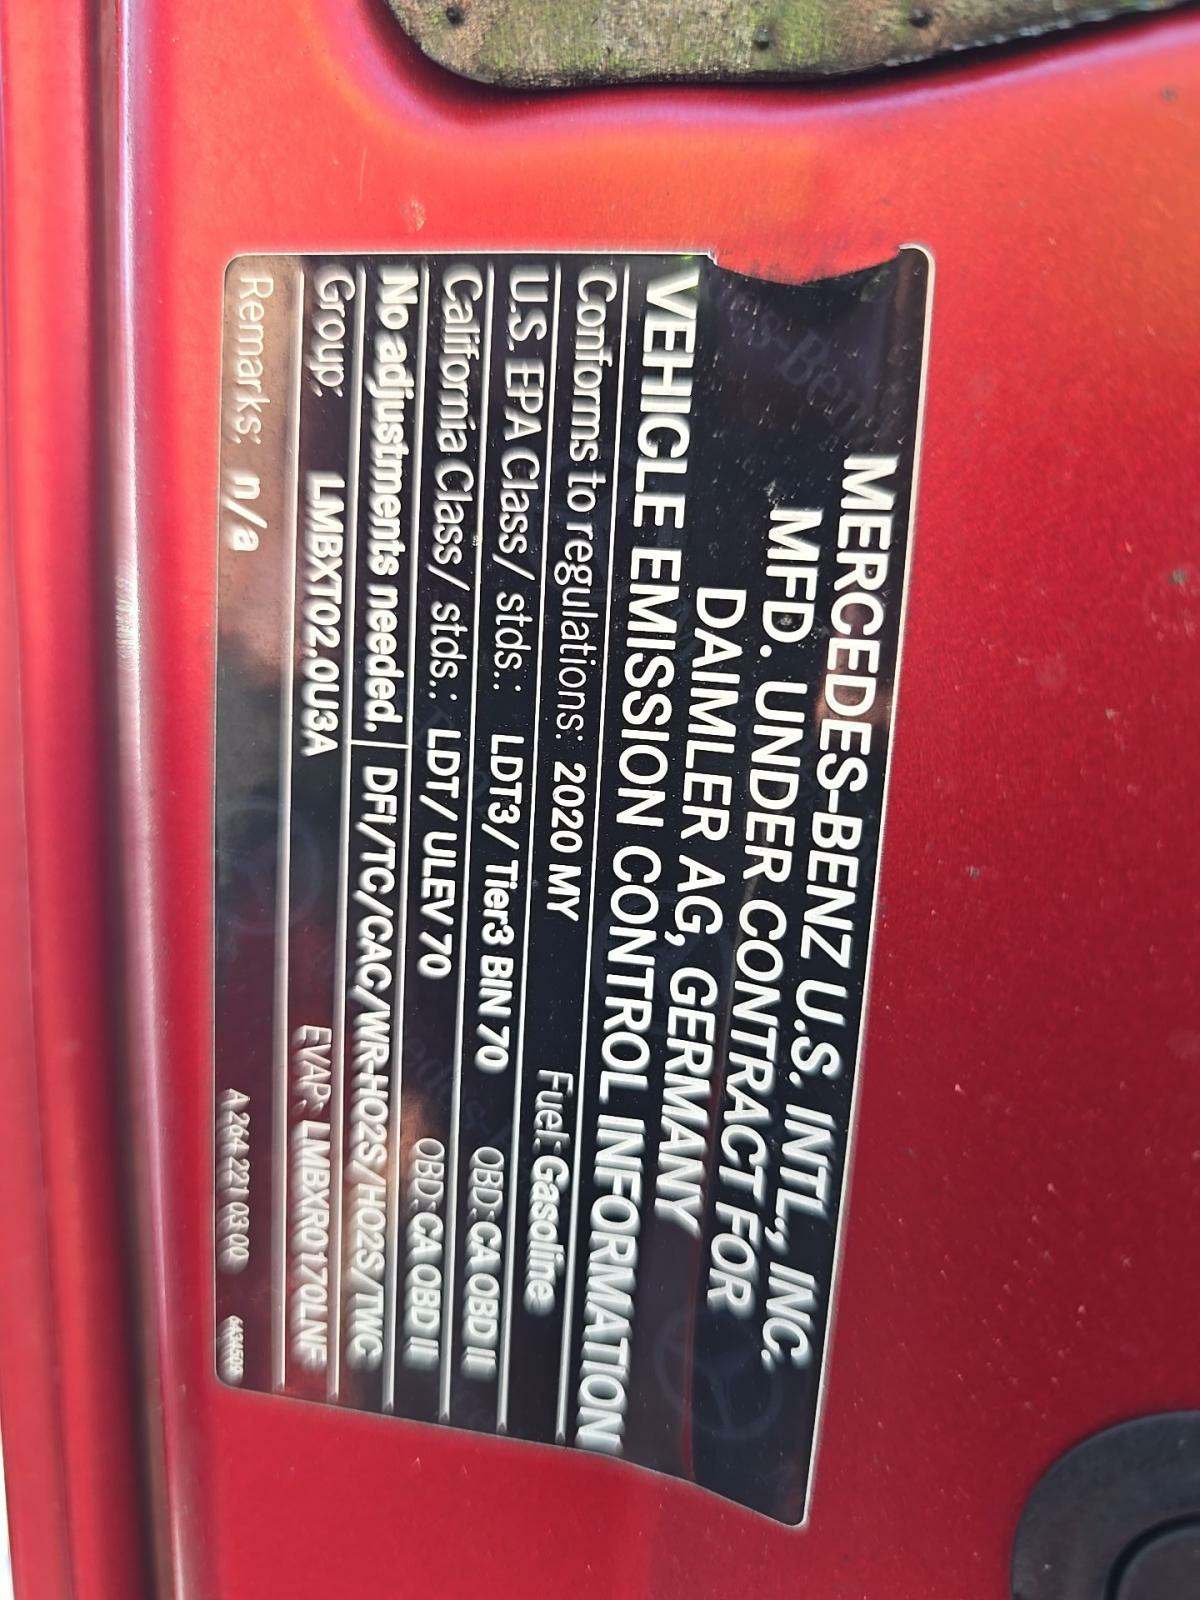 MERCEDES-BENZ U.S. INTL., INC.
MFD. UNDER CONTRACT FOR
DAIMLER AG, GERMANY
VEHICLE EMISSION CONTROL INFORMATION
Conforms to regulations: 2020 MY Fuel: Gasoline
U.S. EPA Class/ stds.: LDT3/ Tier3 BIN 70 OBD: CA OBD II
California Class/ stds.: LDT/ ULEV 70 OBD: CA OBD II
No adjustments needed. DFI/TC/CAC/WR-HO2S/HO2S/TWC
Group: LMBXT02.0U3A EVAP: LMBXR0170LNF
Remarks: n/a A 264 221 03 00